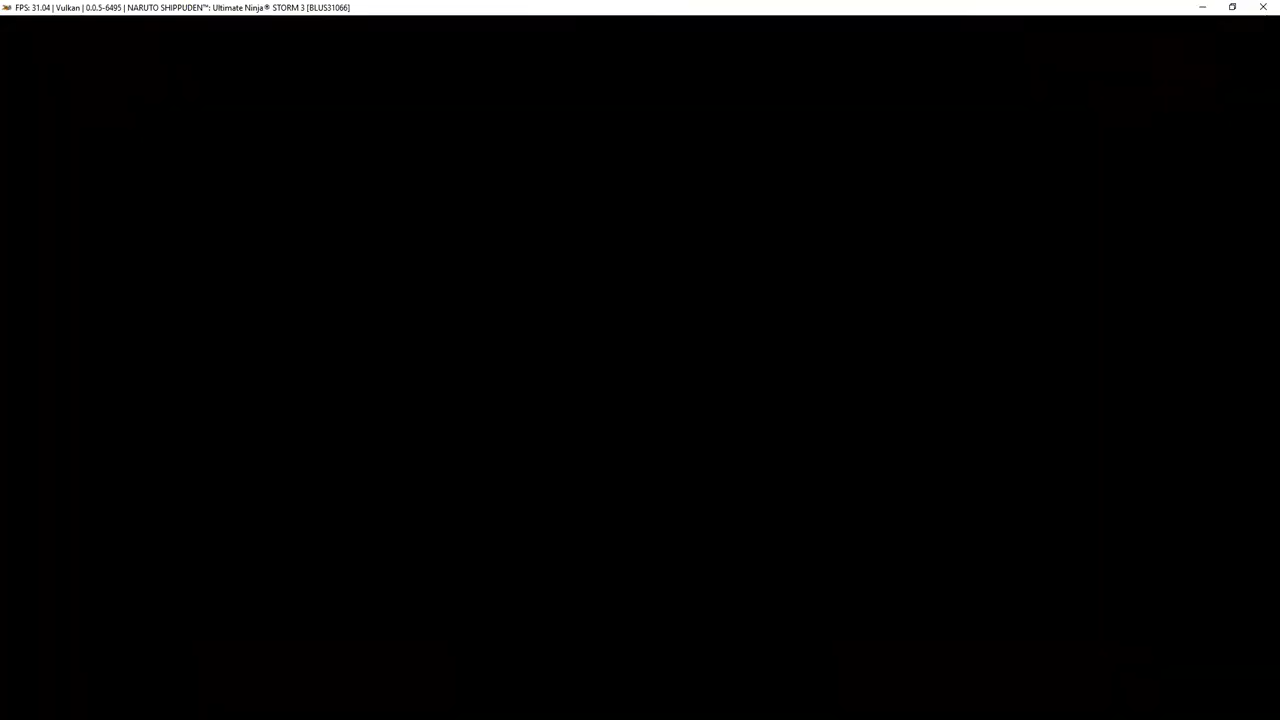 FPS: 31.04 | Vulkan | 0.0.5-6495 | NARUTO SHIPPUDEN™: Ultimate Ninja® STORM 3 [BLUS31066]